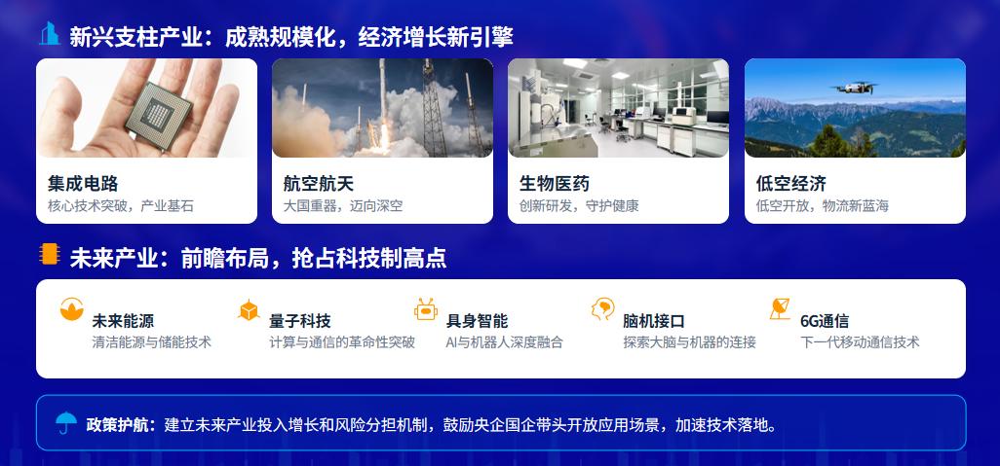 新兴支柱产业：成熟规模化，经济增长新引擎
集成电路
核心技术突破，产业基石
航空航天
大国重器，迈向深空
生物医药
创新研发，守护健康
低空经济
低空开放，物流新蓝海
未来产业：前瞻布局，抢占科技制高点
未来能源
清洁能源与储能技术
量子科技
计算与通信的革命性突破
具身智能
AI与机器人深度融合
脑机接口
探索大脑与机器的连接
6G通信
下一代移动通信技术
政策护航：建立未来产业投入增长和风险分担机制，鼓励央企国企带头开放应用场景，加速技术落地。